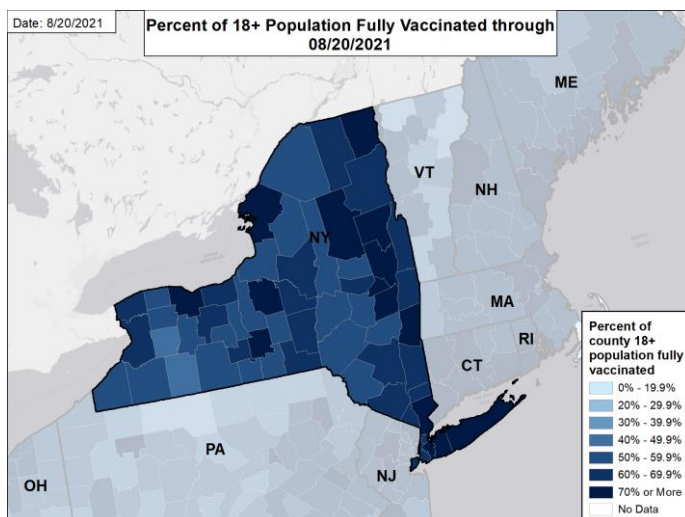 Date: 8/20/2021
Percent of 18+ Population Fully Vaccinated through
08/20/2021
ME
VT
NH
NY
MA
RI
CT
PA
NJ
OH
Percent of
county 18+
population fully
vaccinated
0% - 19.9%
20% - 29.9%
30% - 39.9%
40% - 49.9%
50% - 59.9%
60% - 69.9%
70% or More
No Data